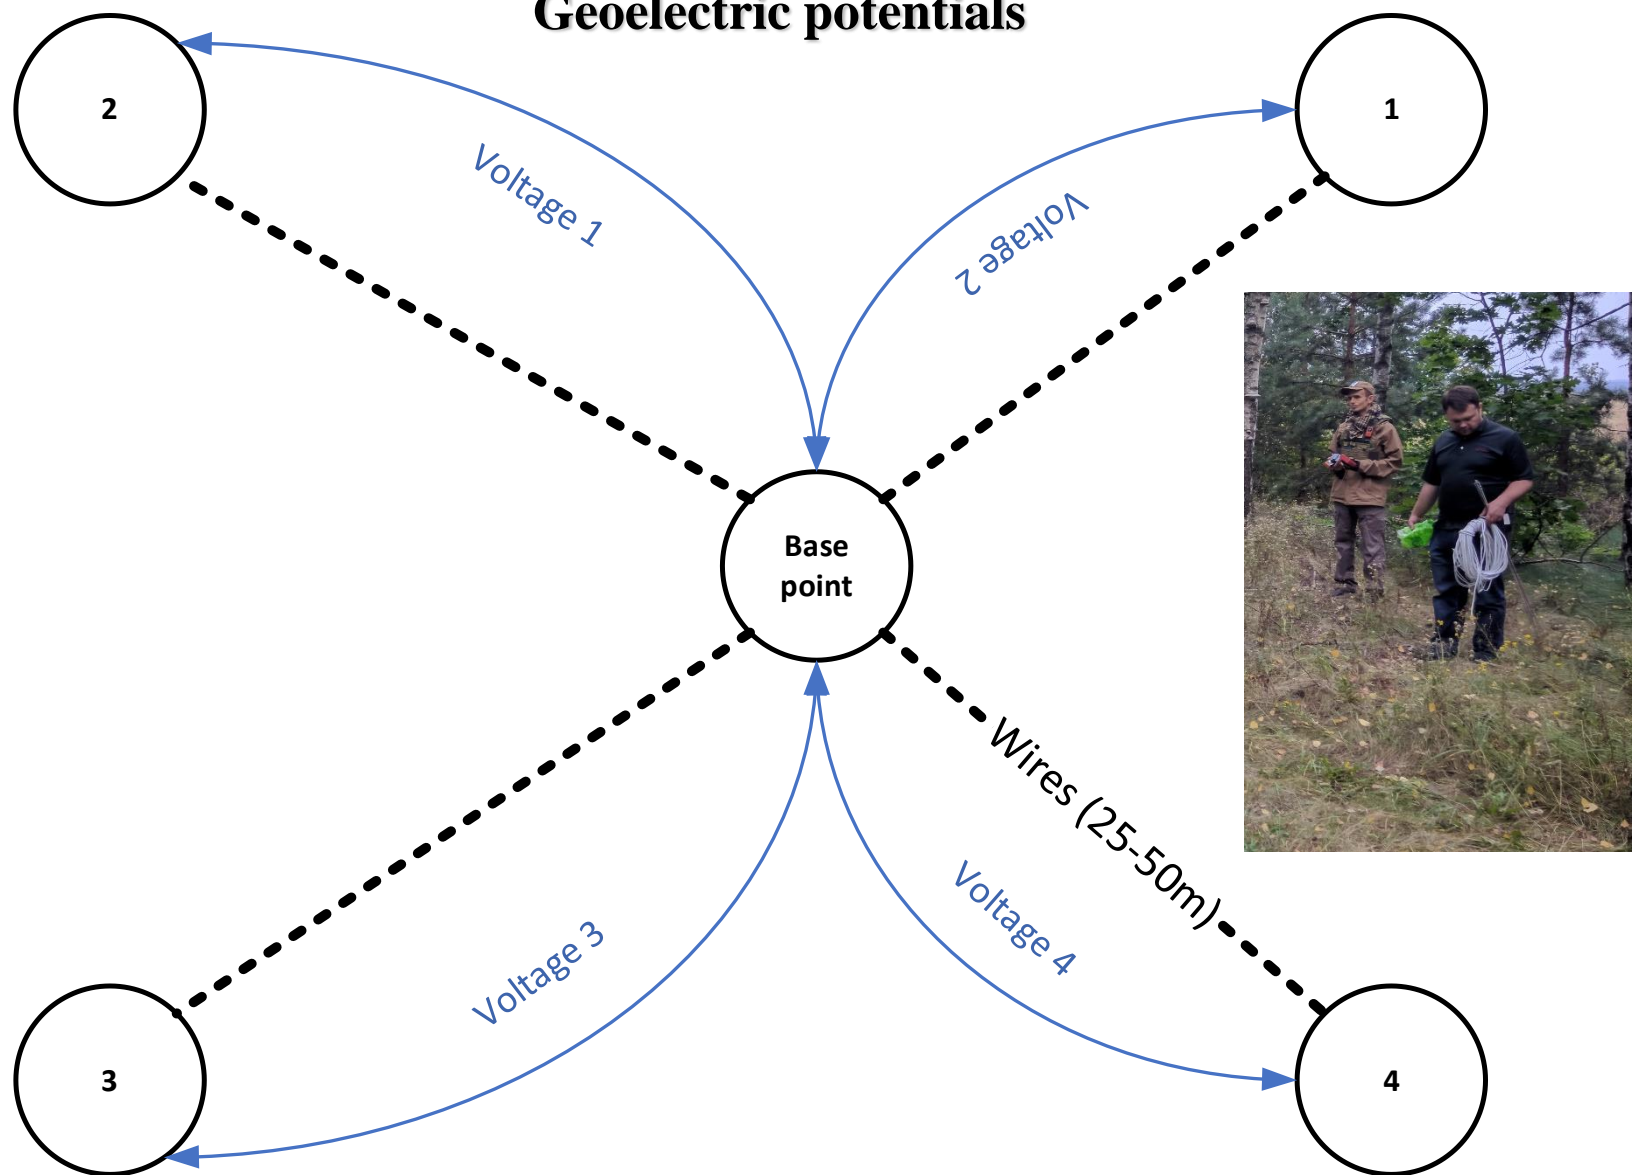 Geoelectric potentials
2
1
Voltage 1
Voltage 2
Base
point
Wires (25-50m)
Voltage 3
Voltage 4
3
4